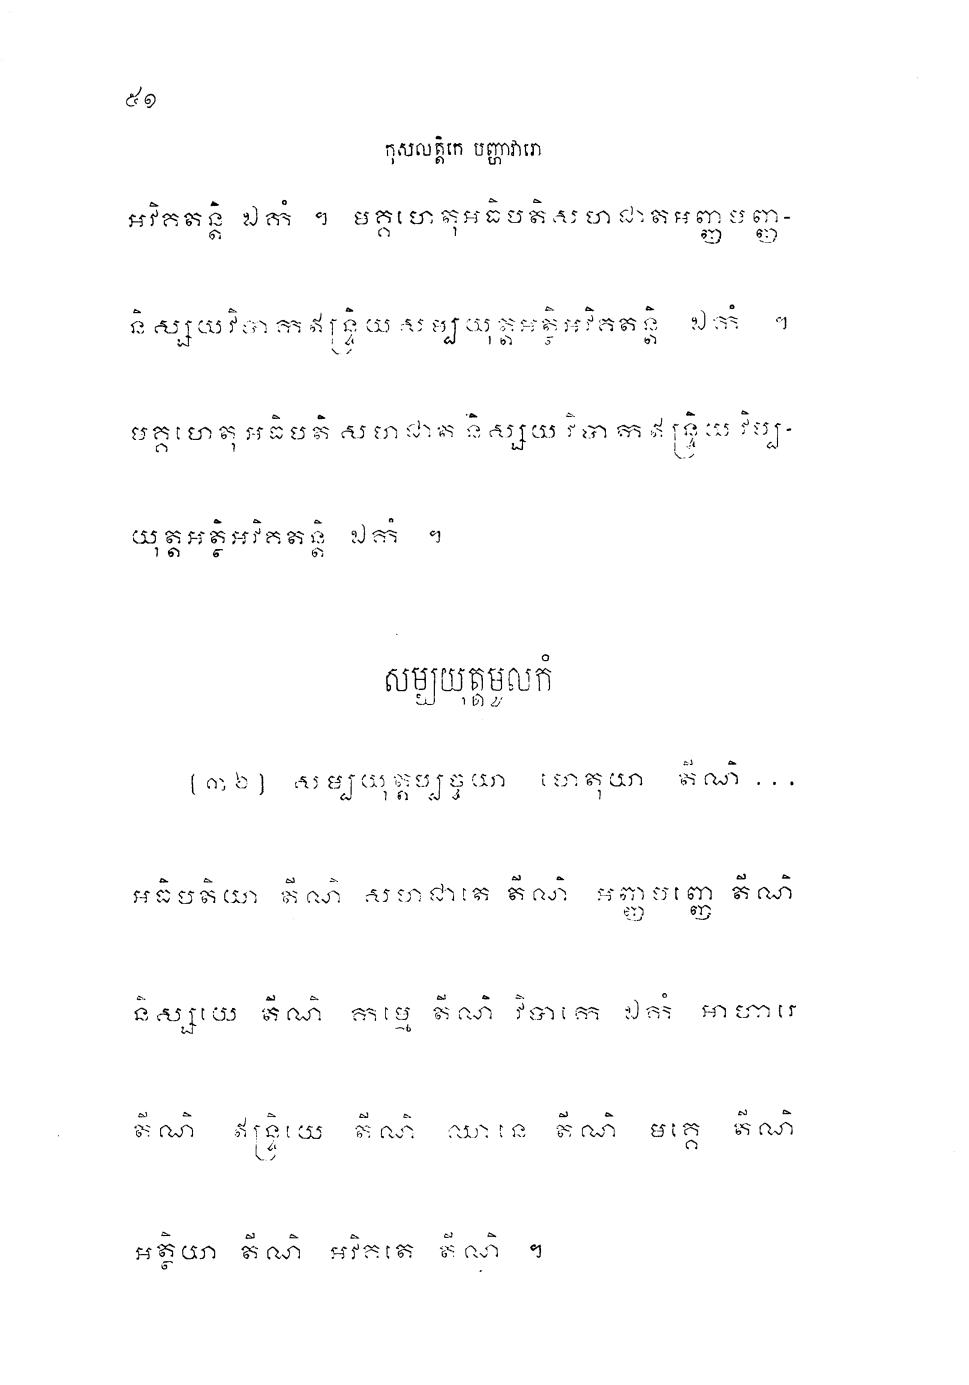 ៥១
កុសលត្តិកេ បញ្ហាវារោ
អវិគតន្តិ ឯកំ ។ មគ្គហេតុអធិបតិសហជាតអញ្ញមញ្ញ-
និស្សយវិបាកឥន្ទ្រិយសម្បយុត្តអត្ថិអវិគតន្តិ ឯកំ ។
មគ្គហេតុអធិបតិសហជាតនិស្សយវិបាកឥន្ទ្រិយវិប្ប-
យុត្តអត្ថិអវិគតន្តិ ឯកំ ។
សម្បយុត្តមូលកំ
(៣៦) សម្បយុត្តប្បច្ចយា ហេតុយា តីណិ...
អធិបតិយា តីណិ សហជាតេ តីណិ អញ្ញមញ្ញេ តីណិ
និស្សយេ តីណិ កម្មេ តីណិ វិបាកេ ឯកំ អាហារេ
តីណិ ឥន្ទ្រិយេ តីណិ ឈានេ តីណិ មគ្គេ តីណិ
អត្ថិយា តីណិ អវិគតេ តីណិ ។